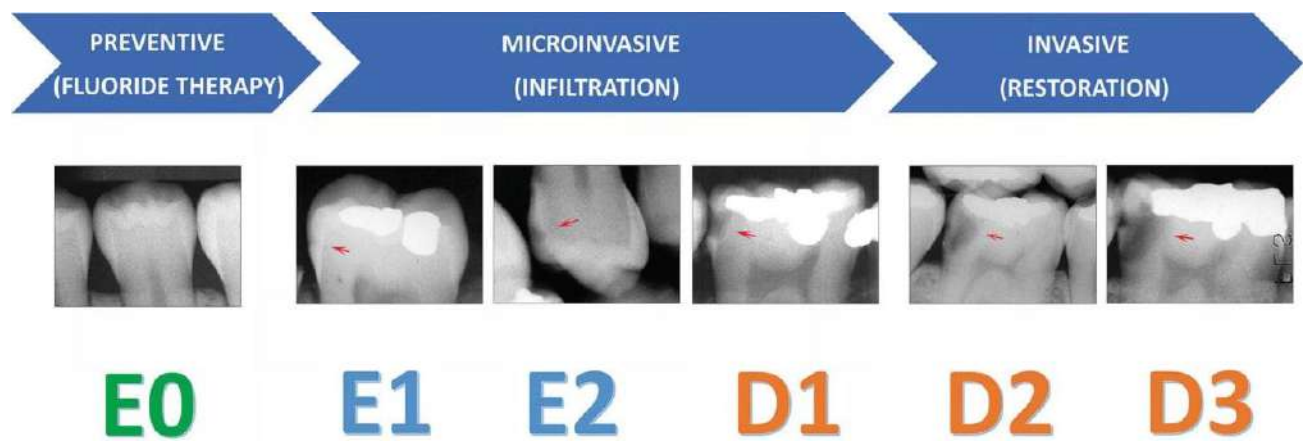 PREVENTIVE
(FLUORIDE THERAPY)
MICROINVASIVE
(INFILTRATION)
INVASIVE
(RESTORATION)
E0
E1
E2
D1
D2
D3